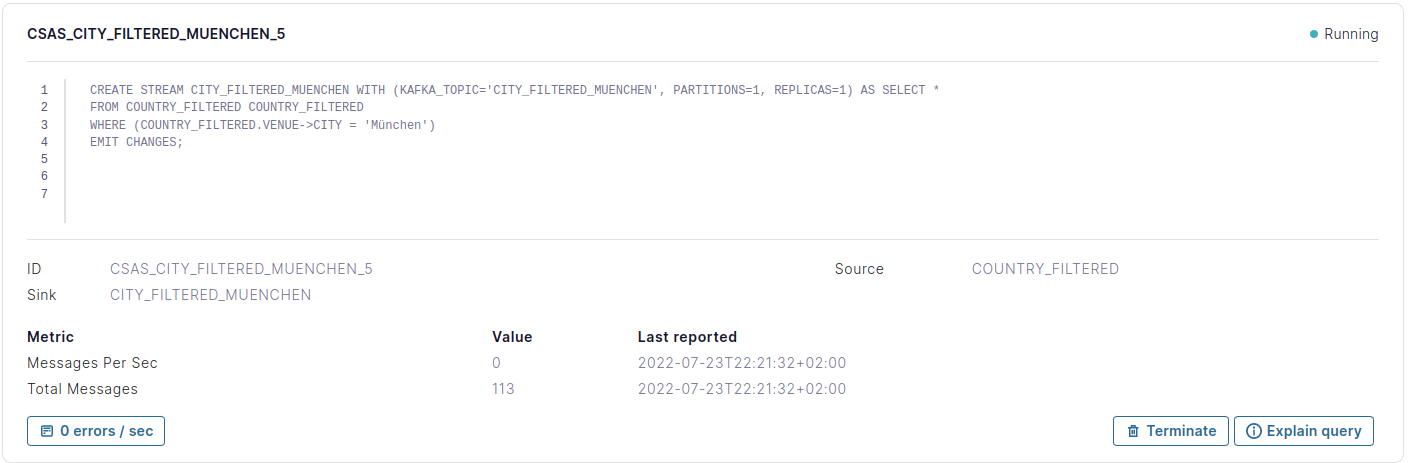 CSAS_CITY_FILTERED_MUENCHEN_5 Running
1 CREATE STREAM CITY_FILTERED_MUENCHEN WITH (KAFKA_TOPIC='CITY_FILTERED_MUENCHEN', PARTITIONS=1, REPLICAS=1) AS SELECT *
2 FROM COUNTRY_FILTERED COUNTRY_FILTERED
3 WHERE (COUNTRY_FILTERED.VENUE->CITY = 'München')
4 EMIT CHANGES;
5
6
7
ID CSAS_CITY_FILTERED_MUENCHEN_5 Source COUNTRY_FILTERED
Sink CITY_FILTERED_MUENCHEN
Metric Value Last reported
Messages Per Sec 0 2022-07-23T22:21:32+02:00
Total Messages 113 2022-07-23T22:21:32+02:00
0 errors / sec Terminate Explain query